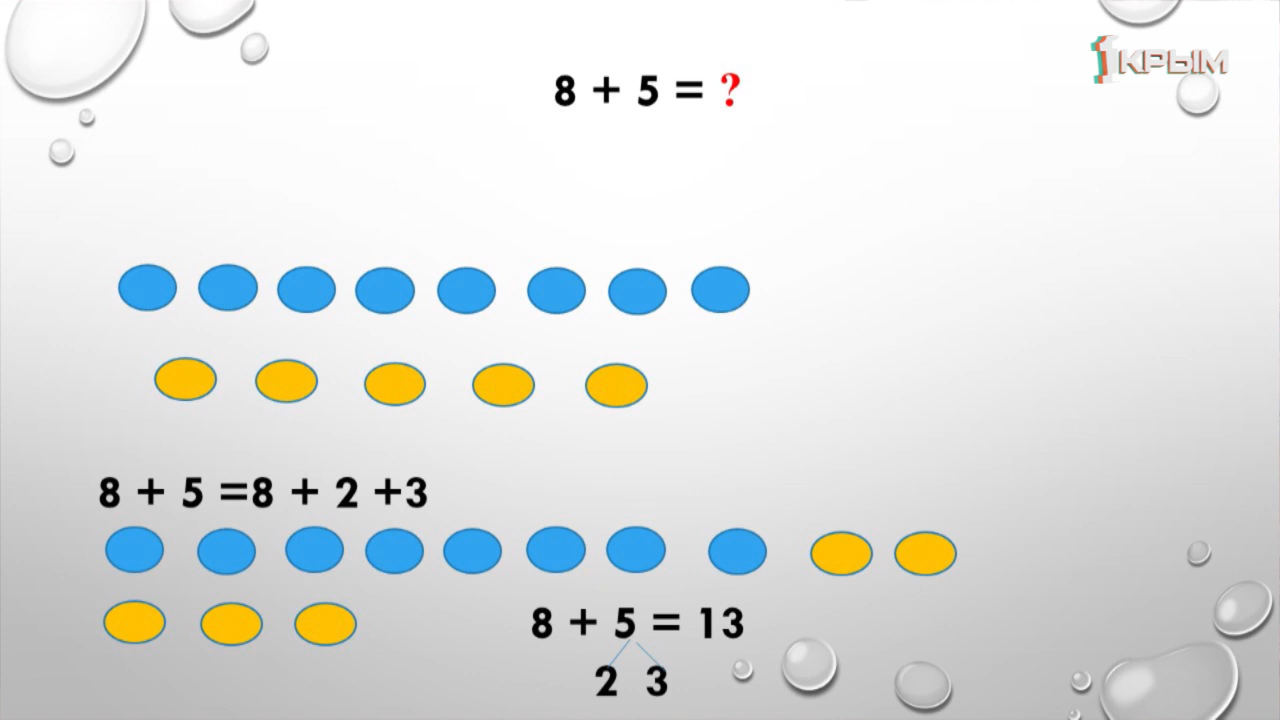 1 КРЫМ
8 + 5 = ?
8 + 5 =8 + 2 +3
8 + 5 = 13
2 3